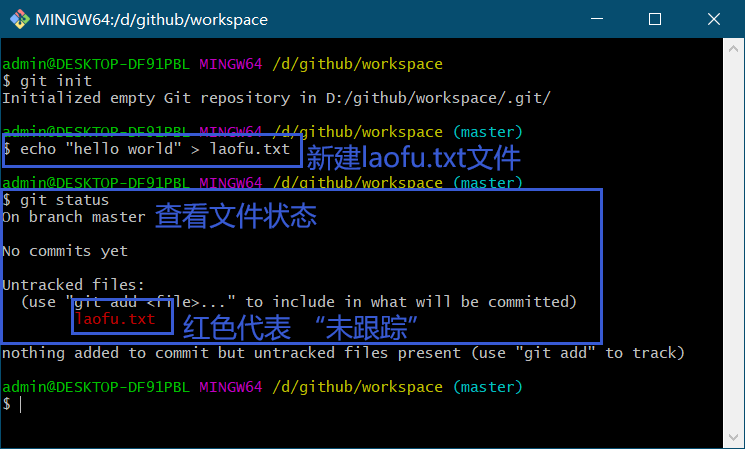 MINGW64:/d/github/workspace
admin@DESKTOP-DF91PBL MINGW64 /d/github/workspace
$ git init
Initialized empty Git repository in D:/github/workspace/.git/
admin@DESKTOP-DF91PBL MINGW64 /d/github/workspace (master)
$ echo "hello world" > laofu.txt
新建laofu.txt文件
admin@DESKTOP-DF91PBL MINGW64 /d/github/workspace (master)
$ git status
On branch master
查看文件状态
No commits yet
Untracked files:
(use "git add <file>..." to include in what will be committed)
laofu.txt
红色代表 “未跟踪”
nothing added to commit but untracked files present (use "git add" to track)
admin@DESKTOP-DF91PBL MINGW64 /d/github/workspace (master)
$